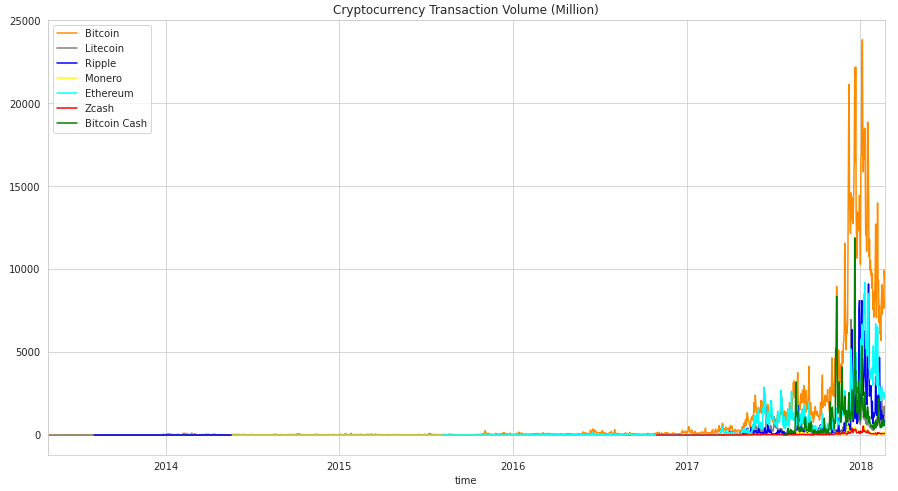 Cryptocurrency Transaction Volume (Million)
25000
20000
15000
10000
5000
0
Bitcoin
Litecoin
Ripple
Monero
Ethereum
Zcash
Bitcoin Cash
2014 2015 2016 2017 2018
time